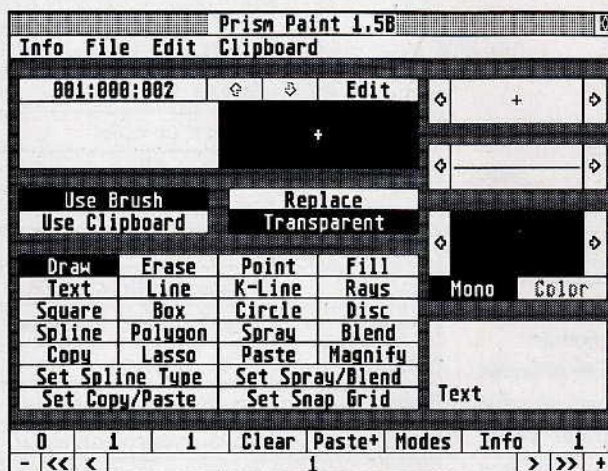 Prism Paint 1.5B
Info File Edit Clipboard
001:000:002 Edit
Use Brush Replace
Use Clipboard Transparent
Draw Erase Point Fill
Text Line K-Line Rays
Mono Color
Square Box Circle Disc
Spline Polygon Spray Blend
Copy Lasso Paste Magnify
Set Spline Type Set Spray/Blend
Set Copy/Paste Set Snap Grid
Text
0 1 1 Clear Paste+ Modes Info 1
- << < 1 > >> +